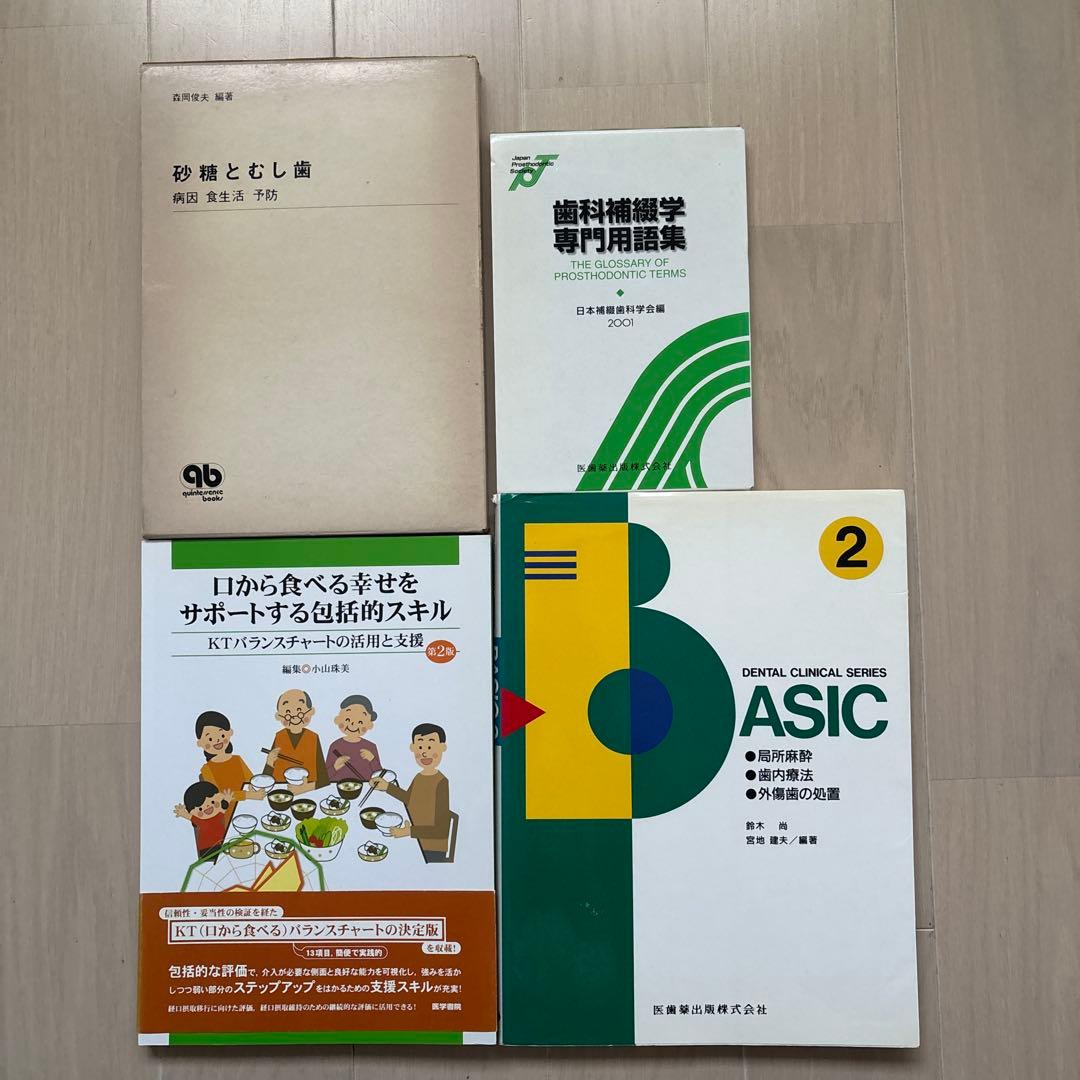 森岡俊夫 編著
砂糖とむし歯
病因 食生活 予防
qb
quintessence
books
Japan
Prosthodontic
Society
歯科補綴学
専門用語集
THE GLOSSARY OF
PROSTHODONTIC TERMS
日本補綴歯科学会編
2001
医歯薬出版株式会社
口から食べる幸せを
サポートする包括的スキル
KTバランスチャートの活用と支援
第2版
編集◎小山珠美
信頼性・妥当性の検証を経た
KT(口から食べる)バランスチャートの決定版
を収載!
13項目,簡便で実践的
包括的な評価で,介入が必要な側面と良好な能力を可視化し,強みを活か
しつつ弱い部分のステップアップをはかるための支援スキルが充実!
経口摂取移行に向けた評価,経口摂取維持のための継続的な評価に活用できる!
医学書院
2
DENTAL CLINICAL SERIES
BASIC
●局所麻酔
●歯内療法
●外傷歯の処置
鈴木 尚
宮地 建夫/編著
医歯薬出版株式会社